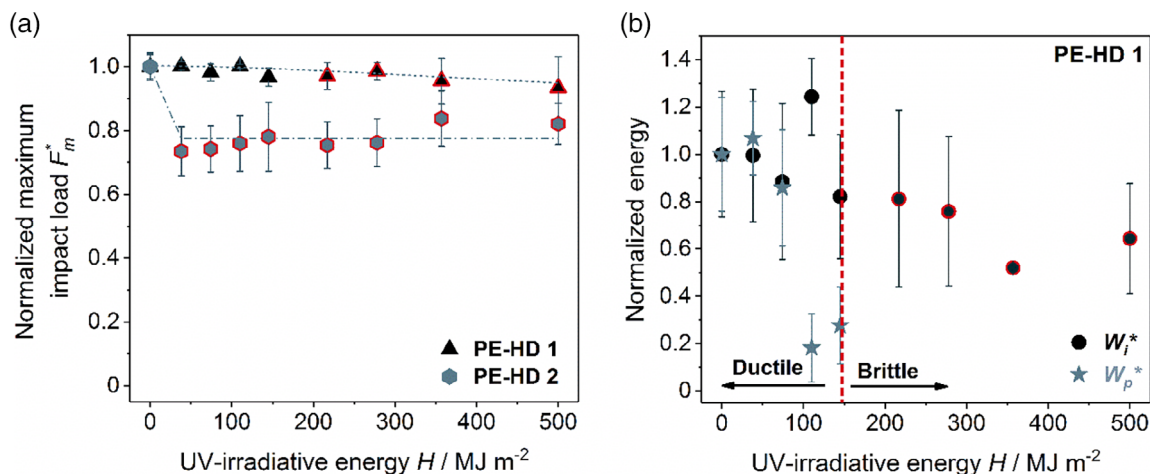 (a)
Normalized maximum
impact load F*m
1.0
0.8
0.6
0.4
0.2
0
PE-HD 1
PE-HD 2
0 100 200 300 400 500
UV-irradiative energy H / MJ m⁻²
(b)
Normalized energy
1.4
1.2
1.0
0.8
0.6
0.4
0.2
0
PE-HD 1
Wi*
Wp*
Ductile
Brittle
0 100 200 300 400 500
UV-irradiative energy H / MJ m⁻²